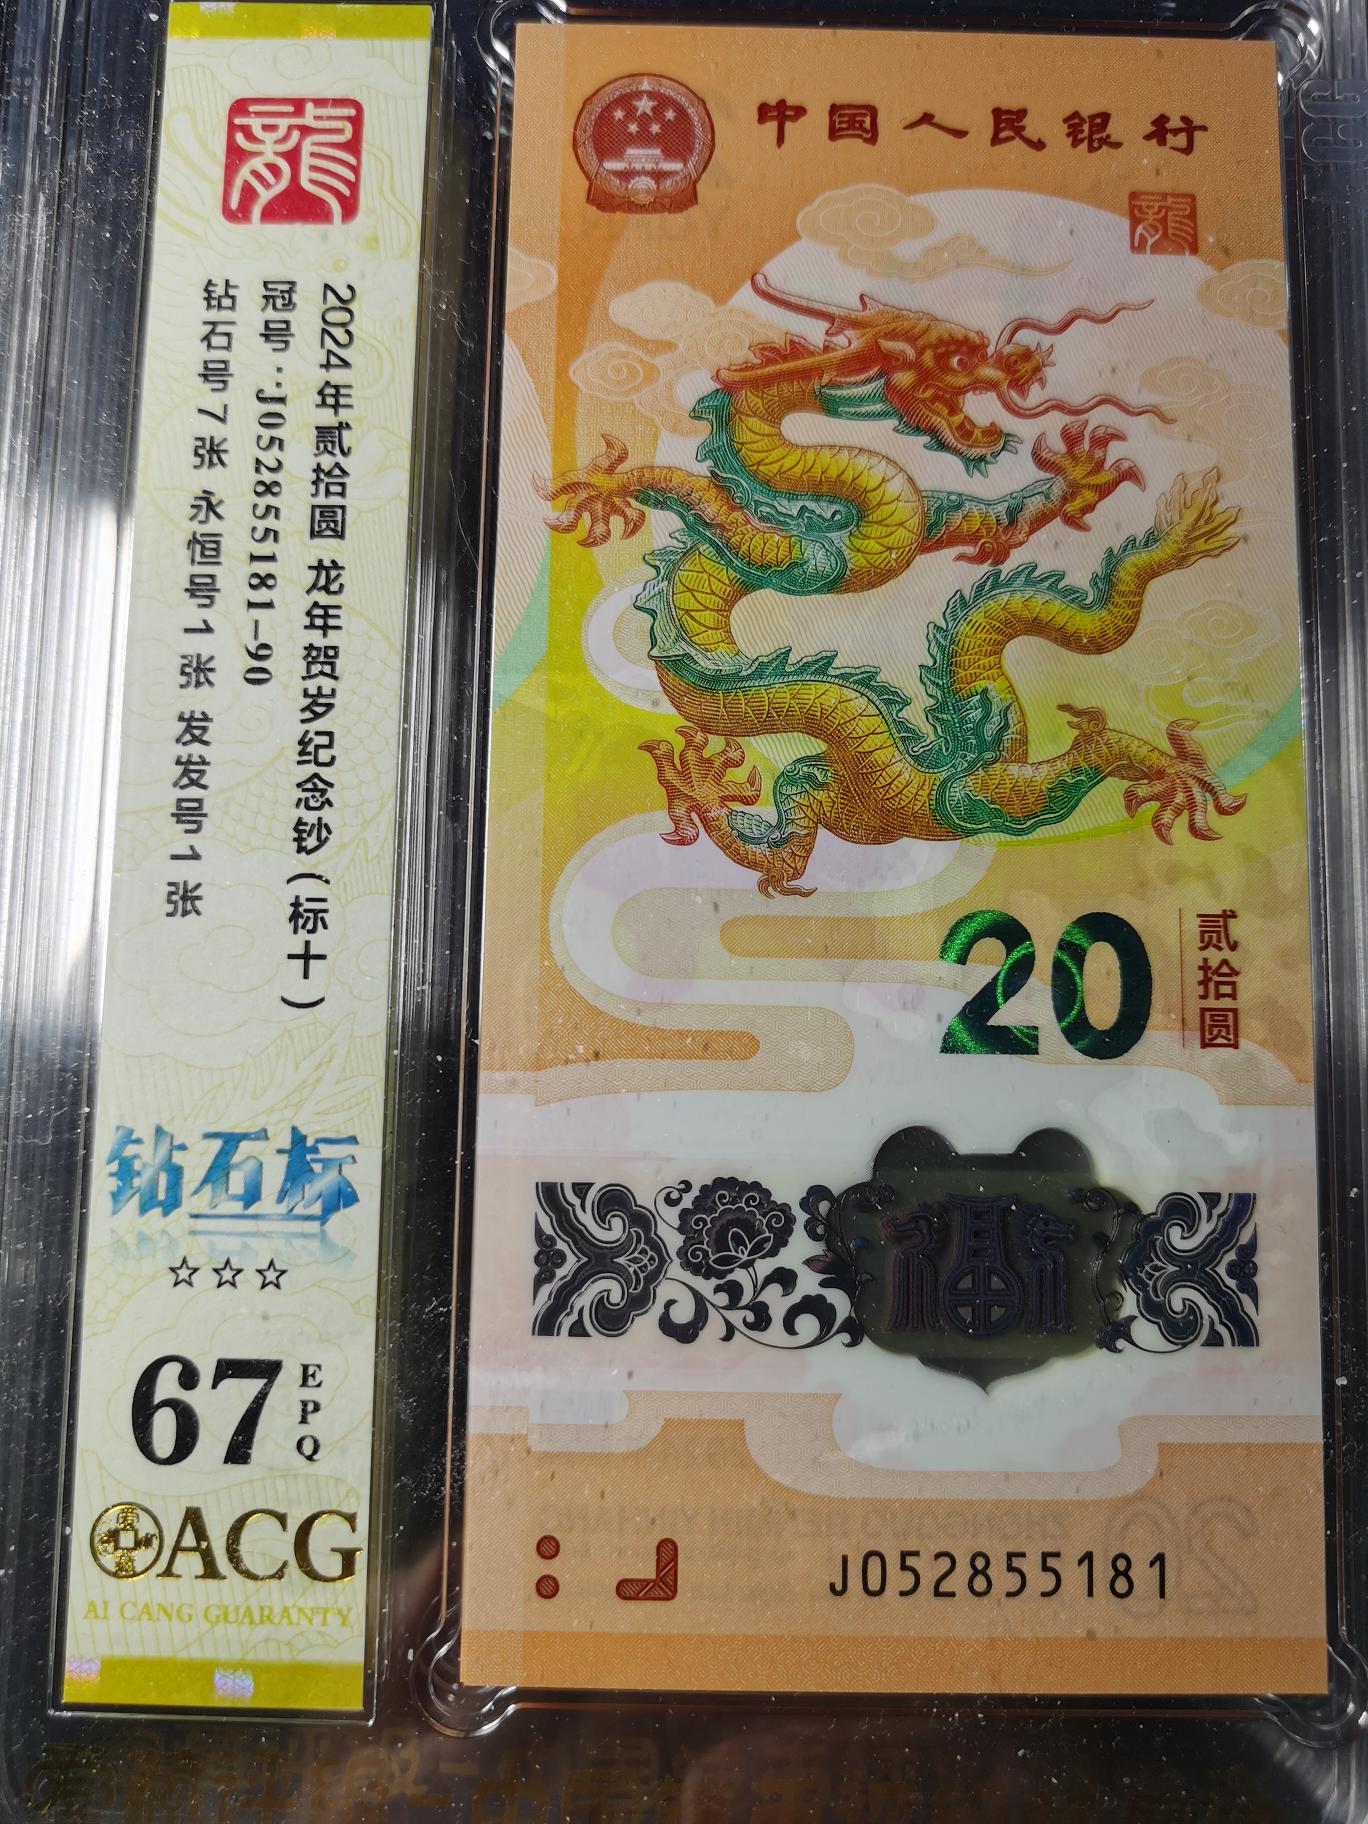 龍
2024年贰拾圆 龙年贺岁纪念钞(标十)
冠号:J052855181-90
钻石号7张 永恒号1张 发发号1张
钻石标
☆☆☆
67
EPQ
ACG
AI CANG GUARANTY
中国人民银行
龍
20
贰拾圆
福
J052855181